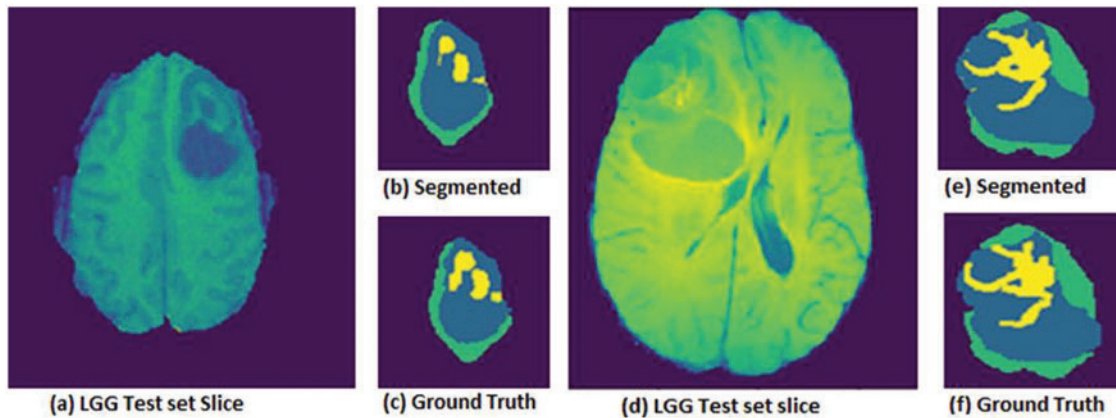 (a) LGG Test set Slice
(b) Segmented
(c) Ground Truth
(d) LGG Test set slice
(e) Segmented
(f) Ground Truth